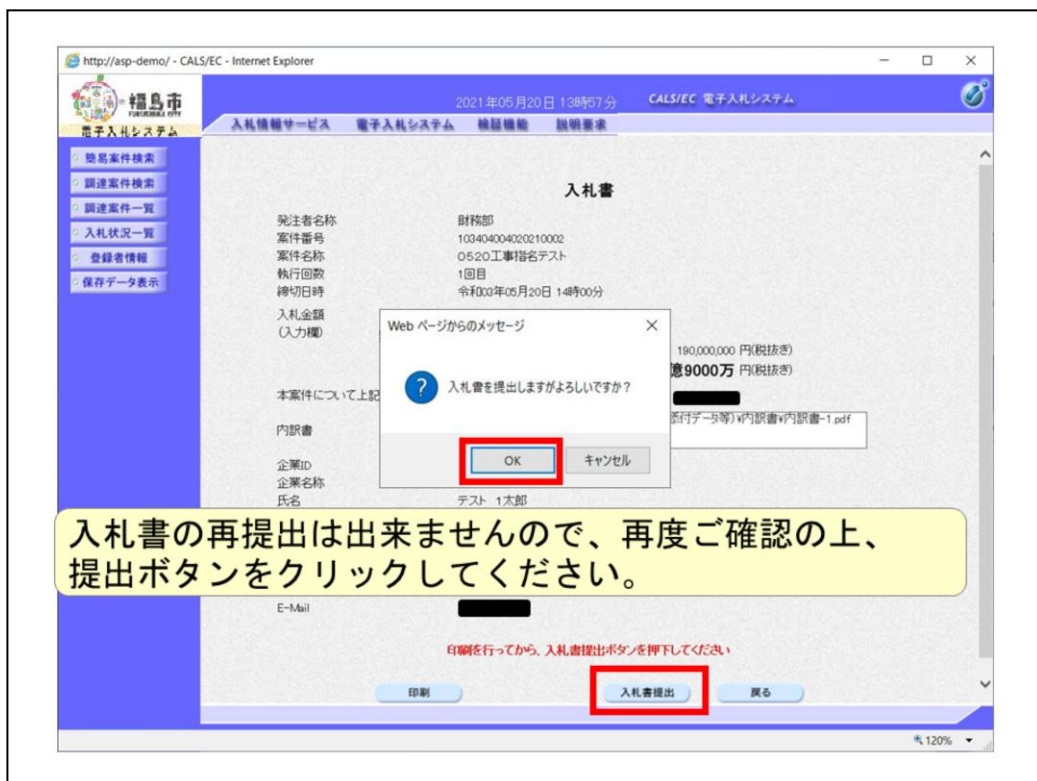 http://asp-demo/ - CALS/EC - Internet Explorer
福島市
FUKUSHIMA CITY
電子入札システム
2021年05月20日 13時57分
CALS/EC 電子入札システム
入札情報サービス 電子入札システム 検証機能 説明要求
簡易案件検索
調達案件検索
調達案件一覧
入札状況一覧
登録者情報
保存データ表示
入札書
発注者名称 財務部
案件番号 103404004020210002
案件名称 0520工事指名テスト
執行回数 1回目
締切日時 令和03年05月20日 14時00分
入札金額
(入力欄)
190,000,000 円(税抜き)
億9000万 円(税抜き)
本案件について上記
内訳書
添付データ等)¥内訳書¥内訳書-1.pdf
企業ID
企業名称
氏名 テスト 1太郎
Web ページからのメッセージ
入札書を提出しますがよろしいですか?
OK キャンセル
入札書の再提出は出来ませんので、再度ご確認の上、
提出ボタンをクリックしてください。
E-Mail
印刷を行ってから、入札書提出ボタンを押下してください
印刷 入札書提出 戻る
120%